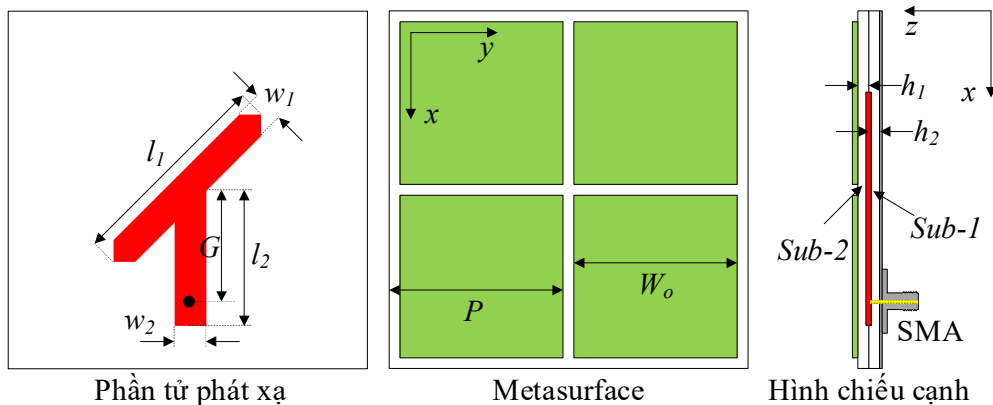 w1
l1
G
l2
w2
Phần tử phát xạ
y
x
P
Wo
Metasurface
z
x
h1
h2
Sub-2
Sub-1
SMA
Hình chiếu cạnh